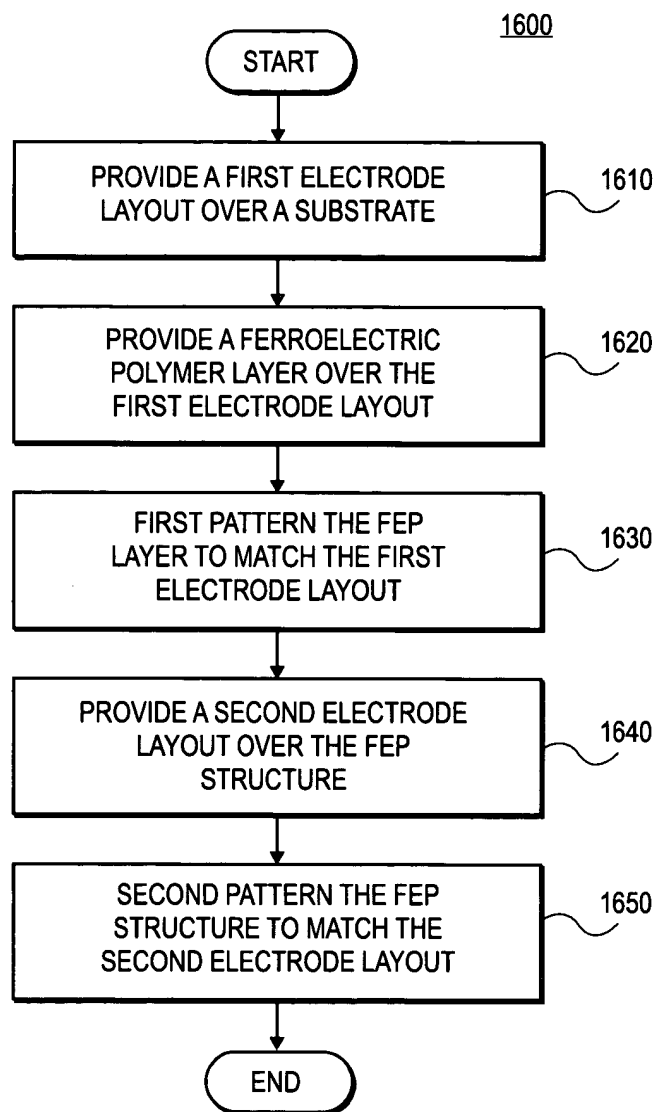 1600
START
PROVIDE A FIRST ELECTRODE
LAYOUT OVER A SUBSTRATE
1610
PROVIDE A FERROELECTRIC
POLYMER LAYER OVER THE
FIRST ELECTRODE LAYOUT
1620
FIRST PATTERN THE FEP
LAYER TO MATCH THE FIRST
ELECTRODE LAYOUT
1630
PROVIDE A SECOND ELECTRODE
LAYOUT OVER THE FEP
STRUCTURE
1640
SECOND PATTERN THE FEP
STRUCTURE TO MATCH THE
SECOND ELECTRODE LAYOUT
1650
END